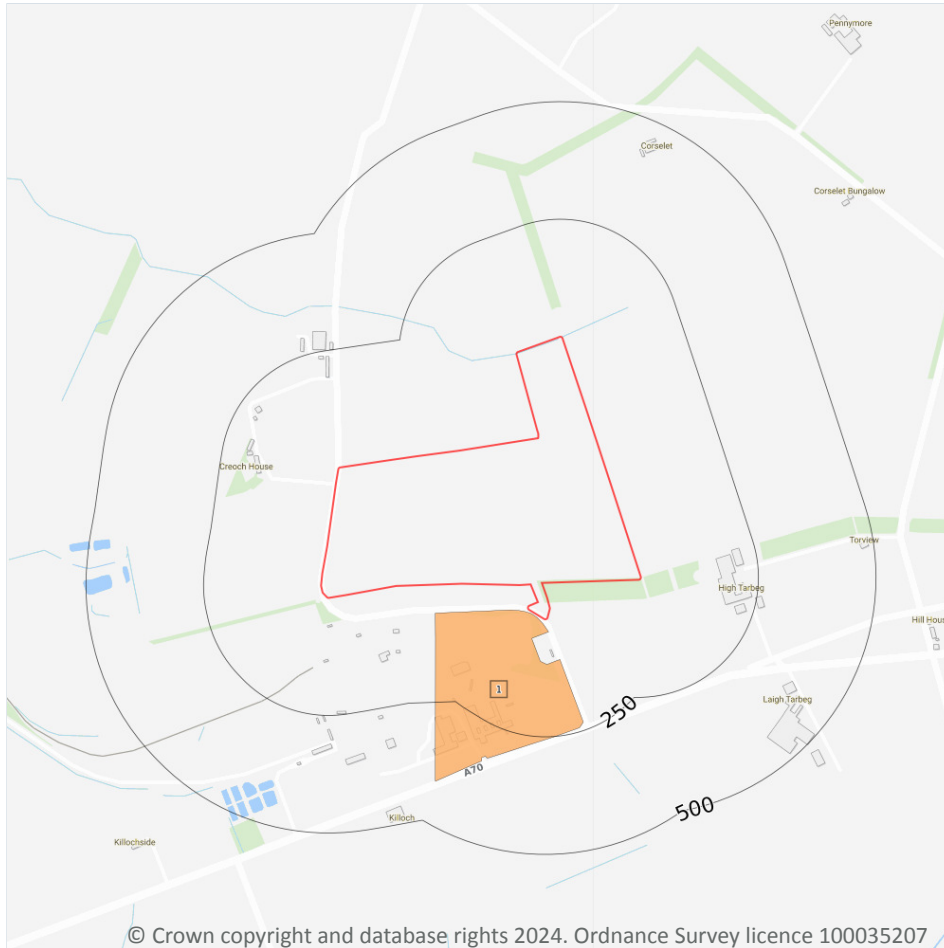 Pennymore
Corselet
Corselet Bungalow
Creoch House
Torview
High Tarbeg
Hill House
1
Laigh Tarbeg
250
A70
500
Killoch
Killochside
© Crown copyright and database rights 2024. Ordnance Survey licence 100035207